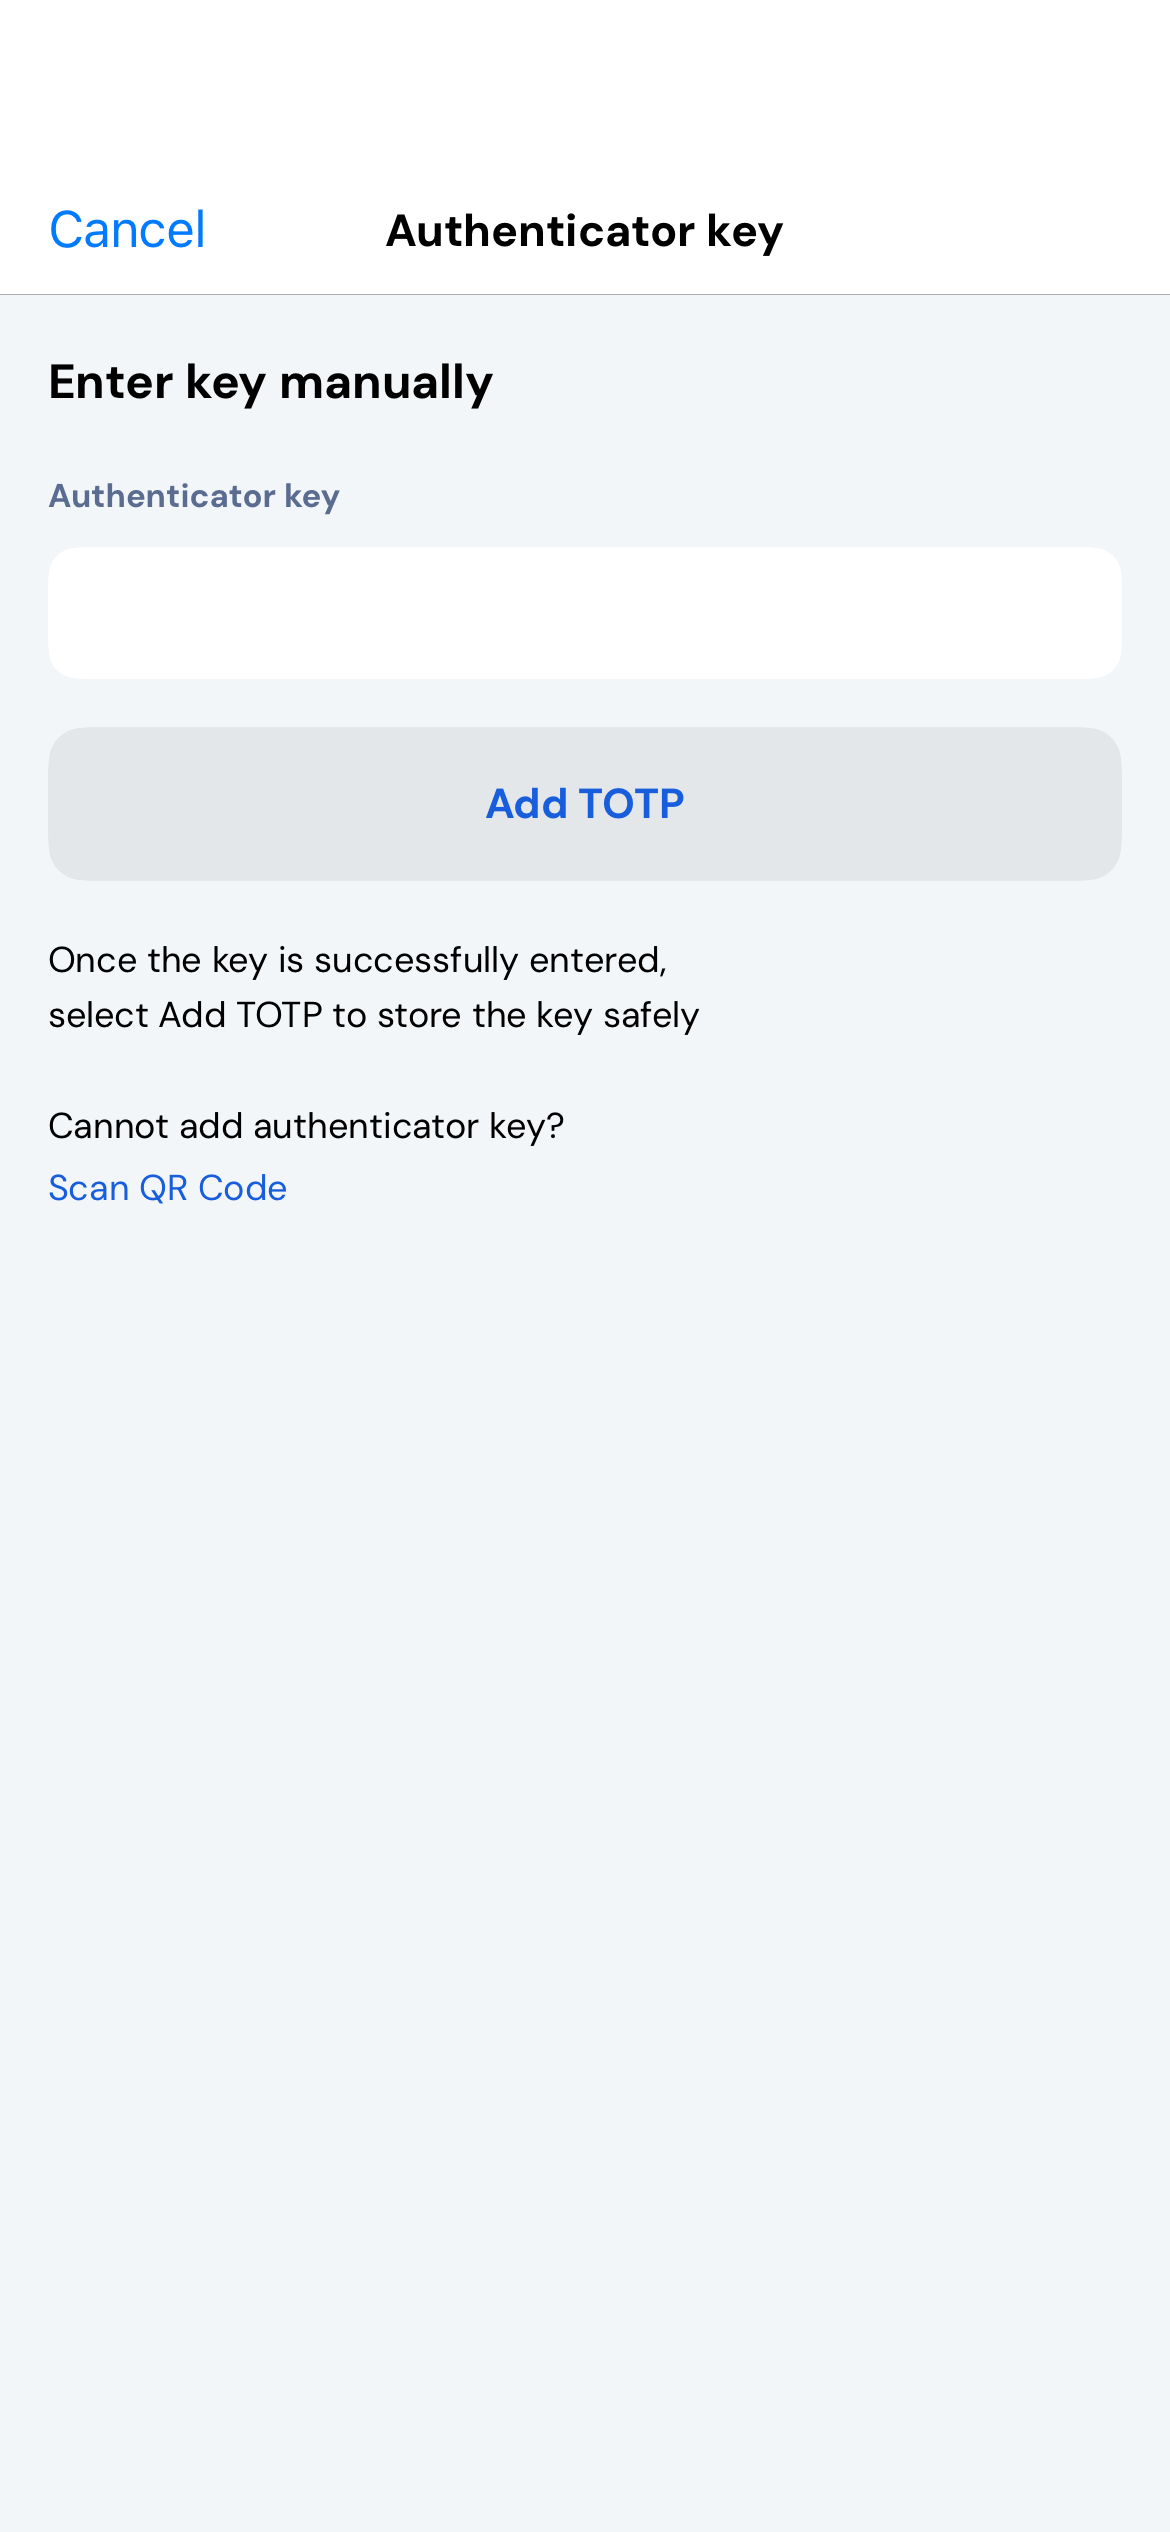 Cancel
Authenticator key
Enter key manually
Authenticator key
Add TOTP
Once the key is successfully entered,
select Add TOTP to store the key safely
Cannot add authenticator key?
Scan QR Code